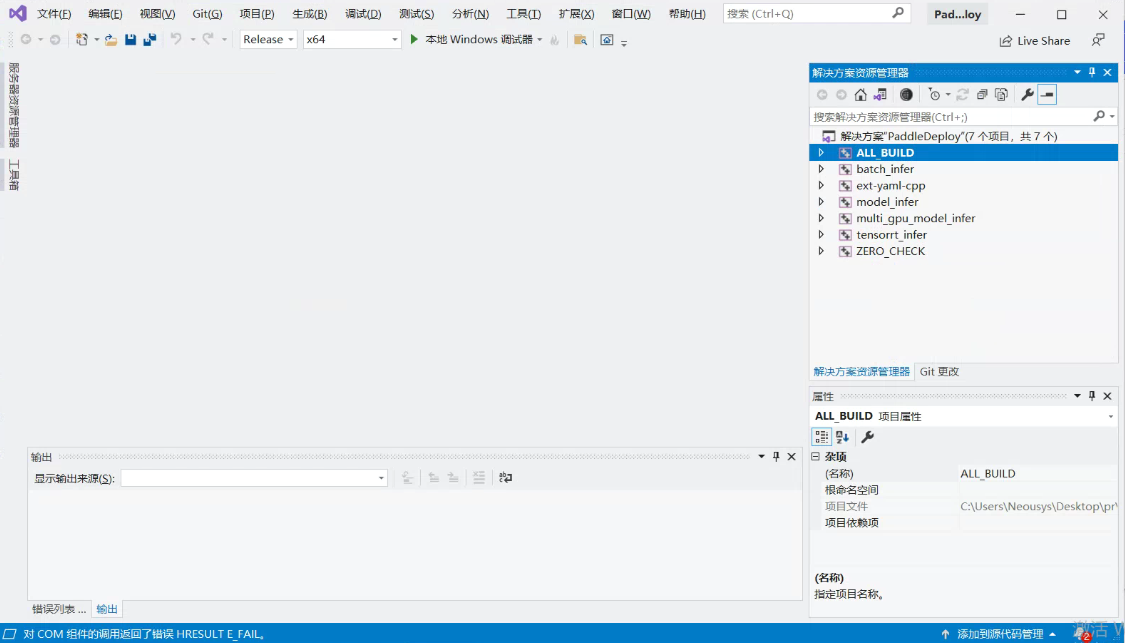 文件(F) 编辑(E) 视图(V) Git(G) 项目(P) 生成(B) 调试(D) 测试(S) 分析(N) 工具(T) 扩展(X) 窗口(W) 帮助(H) 搜索 (Ctrl+Q) Pad...loy
Release x64 本地 Windows 调试器 Live Share
服务器资源管理器
工具箱
解决方案资源管理器
搜索解决方案资源管理器(Ctrl+;)
解决方案"PaddleDeploy"(7 个项目，共 7 个)
ALL_BUILD
batch_infer
ext-yaml-cpp
model_infer
multi_gpu_model_infer
tensorrt_infer
ZERO_CHECK
解决方案资源管理器 Git 更改
属性
ALL_BUILD 项目属性
杂项
(名称) ALL_BUILD
根命名空间
项目文件 C:\Users\Neousys\Desktop\pr\
项目依赖项
(名称)
指定项目名称。
输出
显示输出来源(S):
错误列表 ... 输出
对 COM 组件的调用返回了错误 HRESULT E_FAIL。 添加到源代码管理 2
激活